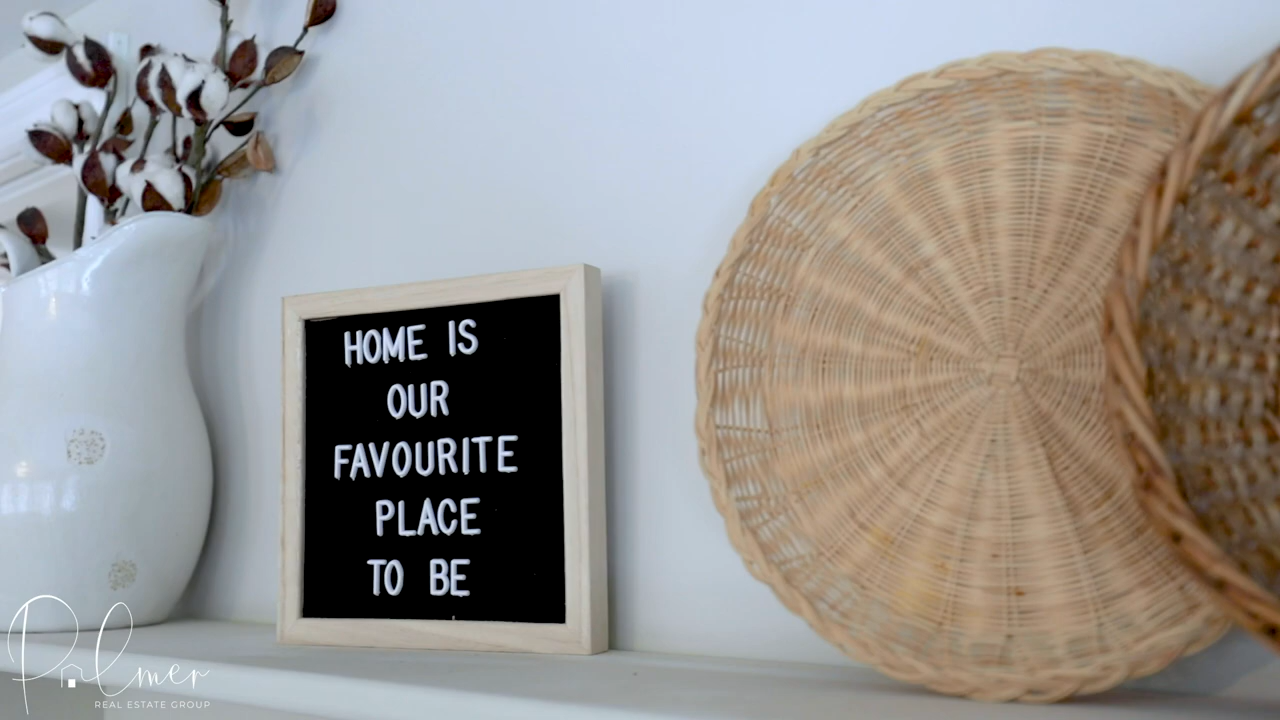 HOME IS
OUR
FAVOURITE
PLACE
TO BE
Palmer
REAL ESTATE GROUP